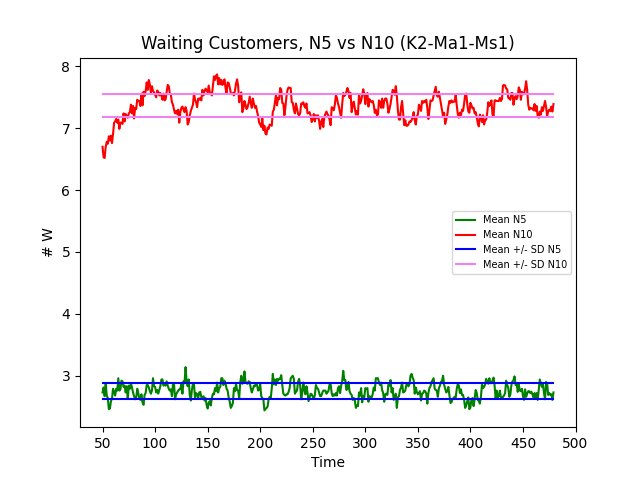 Waiting Customers, N5 vs N10 (K2-Ma1-Ms1)
8
7
6
5
4
3
# W
Mean N5
Mean N10
Mean +/- SD N5
Mean +/- SD N10
50 100 150 200 250 300 350 400 450 500
Time